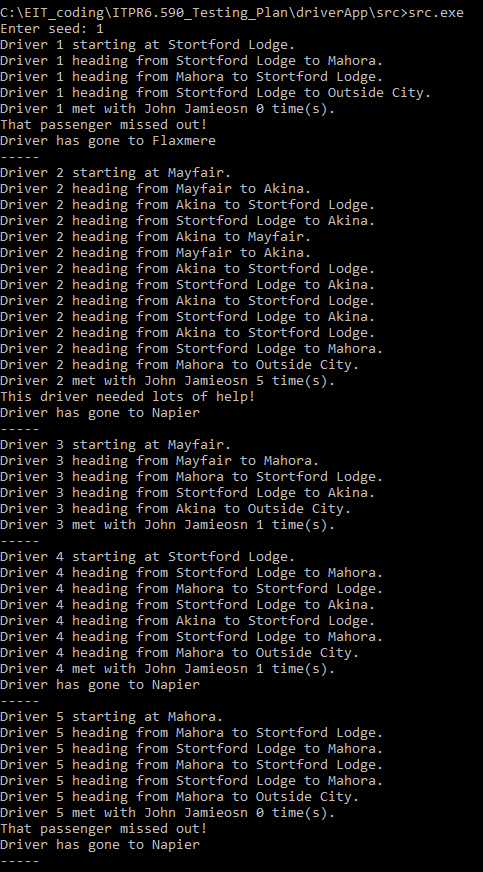 C:\EIT_coding\ITPR6.590_Testing_Plan\driverApp\src>src.exe
Enter seed: 1
Driver 1 starting at Stortford Lodge.
Driver 1 heading from Stortford Lodge to Mahora.
Driver 1 heading from Mahora to Stortford Lodge.
Driver 1 heading from Stortford Lodge to Outside City.
Driver 1 met with John Jamieosn 0 time(s).
That passenger missed out!
Driver has gone to Flaxmere
-----
Driver 2 starting at Mayfair.
Driver 2 heading from Mayfair to Akina.
Driver 2 heading from Akina to Stortford Lodge.
Driver 2 heading from Stortford Lodge to Akina.
Driver 2 heading from Akina to Mayfair.
Driver 2 heading from Mayfair to Akina.
Driver 2 heading from Akina to Stortford Lodge.
Driver 2 heading from Stortford Lodge to Akina.
Driver 2 heading from Akina to Stortford Lodge.
Driver 2 heading from Stortford Lodge to Akina.
Driver 2 heading from Akina to Stortford Lodge.
Driver 2 heading from Stortford Lodge to Mahora.
Driver 2 heading from Mahora to Outside City.
Driver 2 met with John Jamieosn 5 time(s).
This driver needed lots of help!
Driver has gone to Napier
-----
Driver 3 starting at Mayfair.
Driver 3 heading from Mayfair to Mahora.
Driver 3 heading from Mahora to Stortford Lodge.
Driver 3 heading from Stortford Lodge to Akina.
Driver 3 heading from Akina to Outside City.
Driver 3 met with John Jamieosn 1 time(s).
-----
Driver 4 starting at Stortford Lodge.
Driver 4 heading from Stortford Lodge to Mahora.
Driver 4 heading from Mahora to Stortford Lodge.
Driver 4 heading from Stortford Lodge to Akina.
Driver 4 heading from Akina to Stortford Lodge.
Driver 4 heading from Stortford Lodge to Mahora.
Driver 4 heading from Mahora to Outside City.
Driver 4 met with John Jamieosn 1 time(s).
Driver has gone to Napier
-----
Driver 5 starting at Mahora.
Driver 5 heading from Mahora to Stortford Lodge.
Driver 5 heading from Stortford Lodge to Mahora.
Driver 5 heading from Mahora to Stortford Lodge.
Driver 5 heading from Stortford Lodge to Mahora.
Driver 5 heading from Mahora to Outside City.
Driver 5 met with John Jamieosn 0 time(s).
That passenger missed out!
Driver has gone to Napier
-----